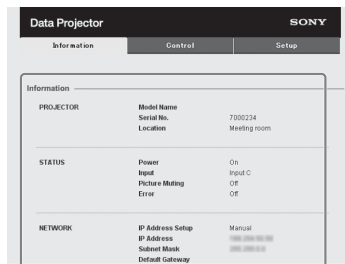 Data Projector SONY
Information Control Setup
Information
PROJECTOR Model Name
Serial No. 7000234
Location Meeting room
STATUS Power On
Input Input C
Picture Muting Off
Error Off
NETWORK IP Address Setup Manual
IP Address
Subnet Mask
Default Gateway